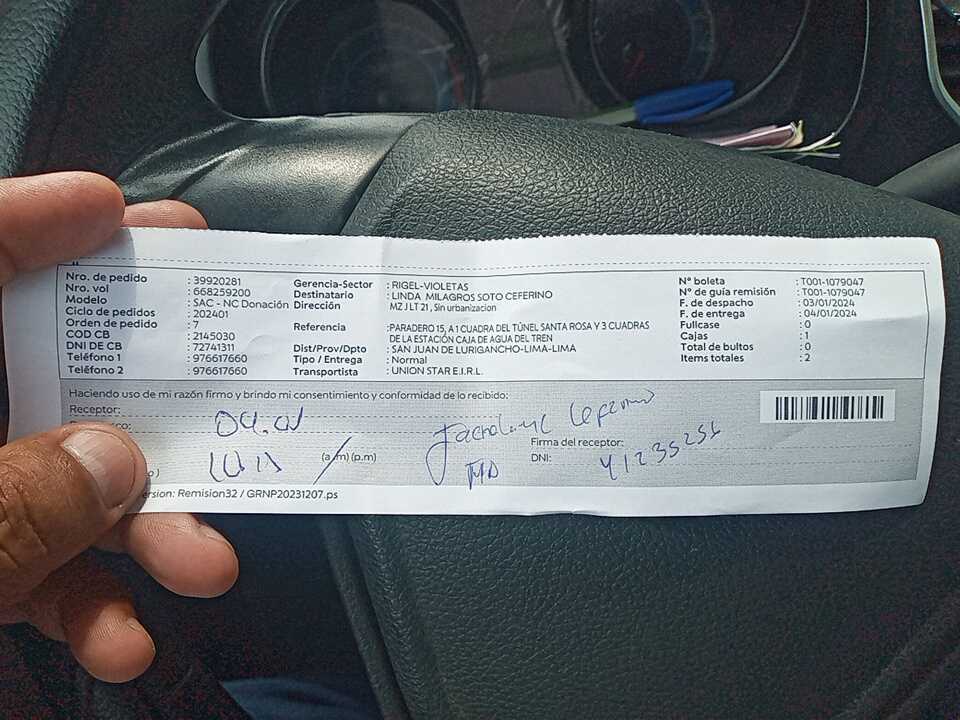 Nro. de pedido : 39920281
Nro. vol : 668259200
Modelo : SAC - NC Donación
Ciclo de pedidos : 202401
Orden de pedido : 7
COD CB : 2145030
DNI DE CB : 72741311
Teléfono 1 : 976617660
Teléfono 2 : 976617660
Gerencia-Sector : RIGEL-VIOLETAS
Destinatario : LINDA MILAGROS SOTO CEFERINO
Dirección MZ J LT 21 , Sin urbanizacion
Referencia :PARADERO 15, A 1 CUADRA DEL TÚNEL SANTA ROSA Y 3 CUADRAS
DE LA ESTACIÓN CAJA DE AGUA DEL TREN
Dist/Prov/Dpto : SAN JUAN DE LURIGANCHO-LIMA-LIMA
Tipo / Entrega : Normal
Transportista : UNION STAR E.I.R.L.
N° boleta : T001-1079047
N° de guía remisión : T001-1079047
F. de despacho : 03/01/2024
F. de entrega : 04/01/2024
Fullcase : 0
Cajas : 1
Total de bultos : 0
Items totales : 2
Haciendo uso de mi razón firmo y brindo mi consentimiento y conformidad de lo recibido:
Receptor:
04.01
(a.m) (p.m)
Ceferino
Firma del receptor:
DNI: 41235256
ersion: Remision32 / GRNP20231207.ps